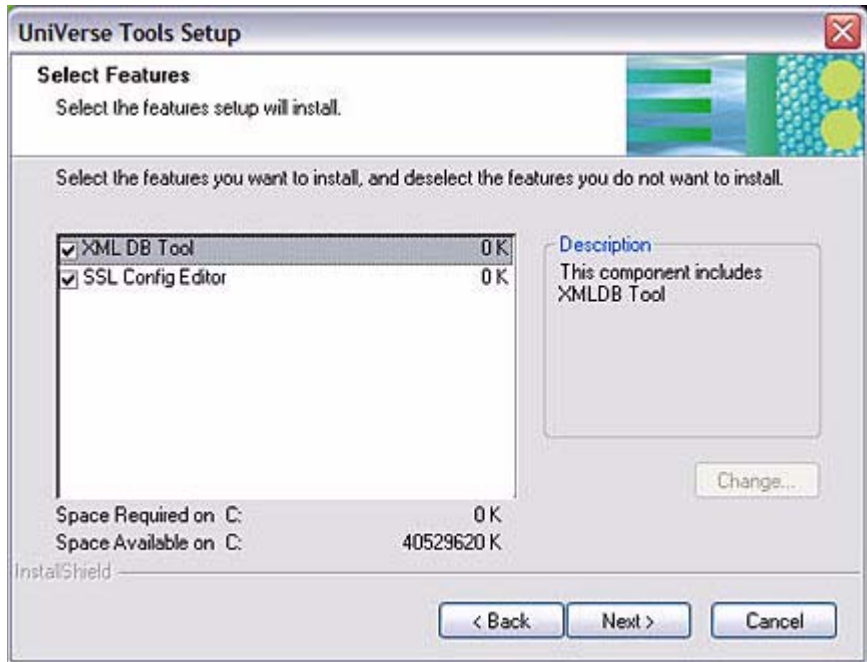 UniVerse Tools Setup
Select Features
Select the features setup will install.
Select the features you want to install, and deselect the features you do not want to install.
XML DB Tool 0 K
SSL Config Editor 0 K
Description
This component includes
XMLDB Tool
Change...
Space Required on C: 0 K
Space Available on C: 40529620 K
InstallShield
< Back Next > Cancel